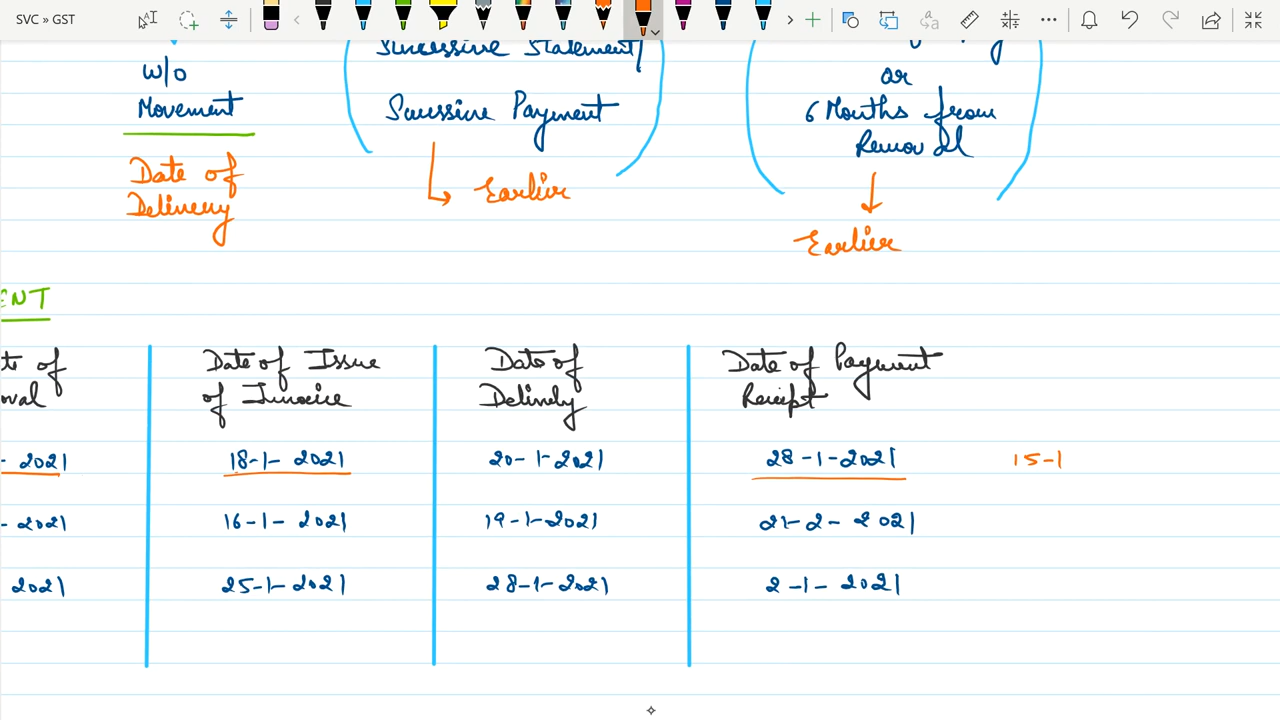 SVC » GST
Successive Statement/
w/o
Movement
Sucessive Payment
or
6 Months from
Removal
Date of
Delivery
Earlier
Earlier
ENT
Date of Issue
of Invoice
Date of
Delivery
Date of Payment
Receipt
- 2021
18-1- 2021
20-1-2021
28-1-2021
15-1
- 2021
16-1- 2021
19-1-2021
21-2- 2021
2021
25-1-2021
28-1-2021
2-1-2021